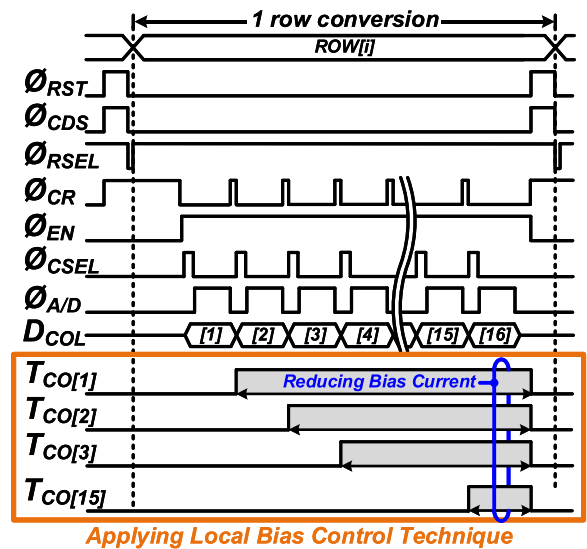 1 row conversion
ROW[i]
ØRST
ØCDS
ØRSEL
ØCR
ØEN
ØCSEL
ØA/D
DCOL [1] [2] [3] [4] [15] [16]
TCO[1] Reducing Bias Current
TCO[2]
TCO[3]
TCO[15]
Applying Local Bias Control Technique